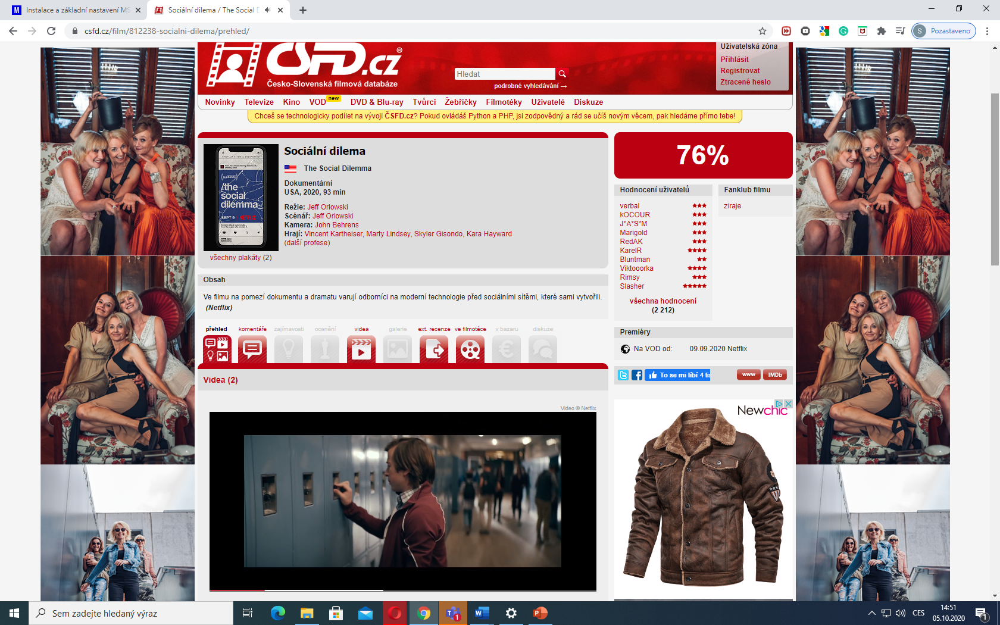 Instalace a základní nastavení MS
Sociální dilema / The Social D
csfd.cz/film/812238-socialni-dilema/prehled/
S Pozastaveno
ČSFD.cz®
Česko-Slovenská filmová databáze
Hledat
podrobné vyhledávání →
Uživatelská zóna
Přihlásit
Registrovat
Ztracené heslo
Novinky Televize Kino VOD new DVD & Blu-ray Tvůrci Žebříčky Filmotéky Uživatelé Diskuze
Chceš se technologicky podílet na vývoji ČSFD.cz? Pokud ovládáš Python a PHP, jsi zodpovědný a rád se učíš novým věcem, pak hledáme přímo tebe!
sundance
/the
social
dilemma_
SEPT 9 NETFLIX
všechny plakáty (2)
Sociální dilema
The Social Dilemma
Dokumentární
USA, 2020, 93 min
Režie: Jeff Orlowski
Scénář: Jeff Orlowski
Kamera: John Behrens
Hrají: Vincent Kartheiser, Marty Lindsey, Skyler Gisondo, Kara Hayward
(další profese)
Obsah
Ve filmu na pomezí dokumentu a dramatu varují odborníci na moderní technologie před sociálními sítěmi, které sami vytvořili.
(Netflix)
přehled komentáře zajímavosti ocenění videa galerie ext. recenze ve filmotéce v bazaru diskuze
Videa (2)
Video © Netflix
76%
Hodnocení uživatelů
verbal ★★★
kOCOUR ★★★
J*A*S*M ★★★
Marigold ★★★
RedAK ★★★
KarelR ★★★★
Bluntman ★★
Viktooorka ★★★★
Rimsy ★★★
Slasher ★★★★★
všechna hodnocení
(2 212)
Fanklub filmu
ziraje
Premiéry
Na VOD od: 09.09.2020 Netflix
To se mi líbí 4 tis
www IMDb
Newchic
Sem zadejte hledaný výraz
1
CES
14:51
05.10.2020
1